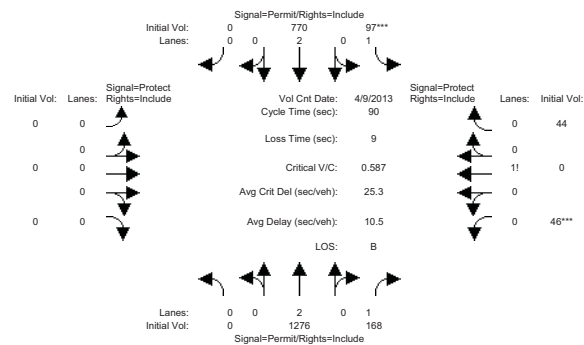 Signal=Permit/Rights=Include
Initial Vol: 0 770 97***
Lanes: 0 0 2 0 1
Signal=Protect
Initial Vol: Lanes: Rights=Include
Vol Cnt Date: 4/9/2013
Signal=Protect
Rights=Include Lanes: Initial Vol:
Cycle Time (sec): 90
0 0
0 44
Loss Time (sec): 9
0
0
0 0
Critical V/C: 0.587
1! 0
0
Avg Crit Del (sec/veh): 25.3
0
0 0
Avg Delay (sec/veh): 10.5
0 46***
LOS: B
Lanes: 0 0 2 0 1
Initial Vol: 0 1276 168
Signal=Permit/Rights=Include